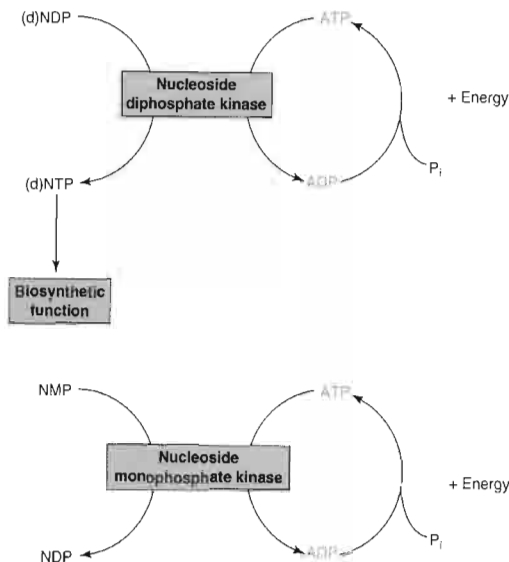 (d)NDP
ATP
Nucleoside
diphosphate kinase
+ Energy
(d)NTP
ADP
Pi
Biosynthetic
function
NMP
ATP
Nucleoside
monophosphate kinase
+ Energy
Pi
NDP
ADP